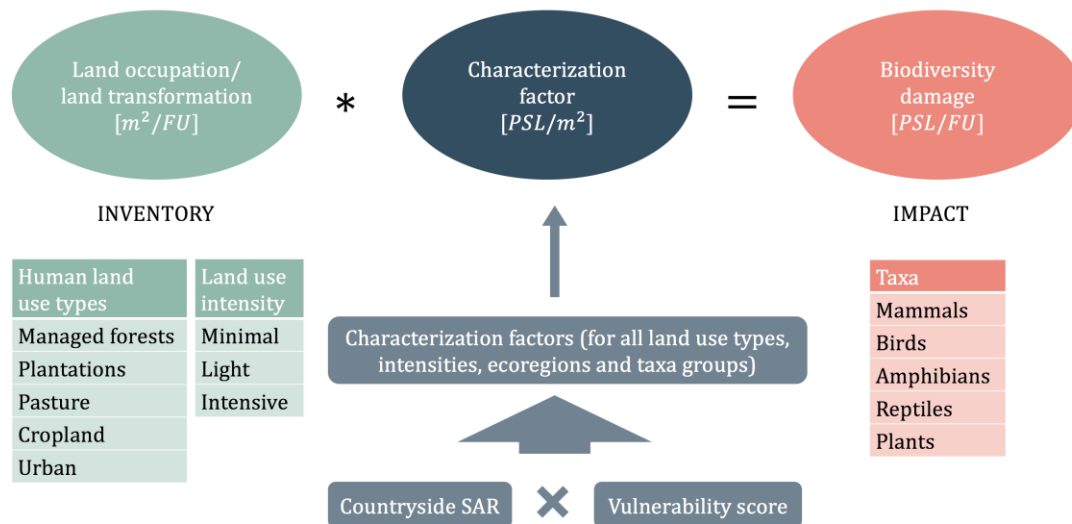 Land occupation/
land transformation
[m²/FU]
*
Characterization
factor
[PSL/m²]
=
Biodiversity
damage
[PSL/FU]
INVENTORY
IMPACT
Human land
use types
Managed forests
Plantations
Pasture
Cropland
Urban
Land use
intensity
Minimal
Light
Intensive
Characterization factors (for all land use types,
intensities, ecoregions and taxa groups)
Countryside SAR
×
Vulnerability score
Taxa
Mammals
Birds
Amphibians
Reptiles
Plants